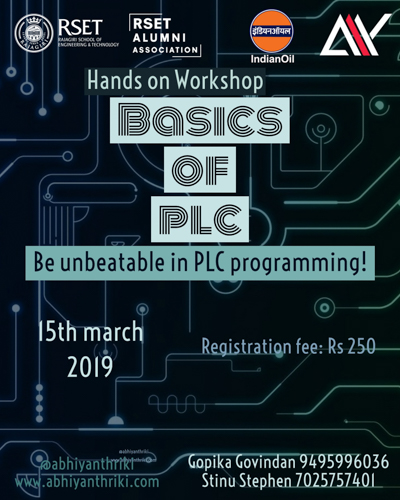 RSET
RAJAGIRI SCHOOL OF
ENGINEERING & TECHNOLOGY
RSET
ALUMNI
ASSOCIATION
इंडियनऑयल
IndianOil
Hands on Workshop
Basics
of
PLC
Be unbeatable in PLC programming!
15th march
2019
Registration fee: Rs 250
@abhiyanthriki
@abhiyanthriki
www.abhiyanthriki.com
Gopika Govindan 9495996036
Stinu Stephen 7025757401